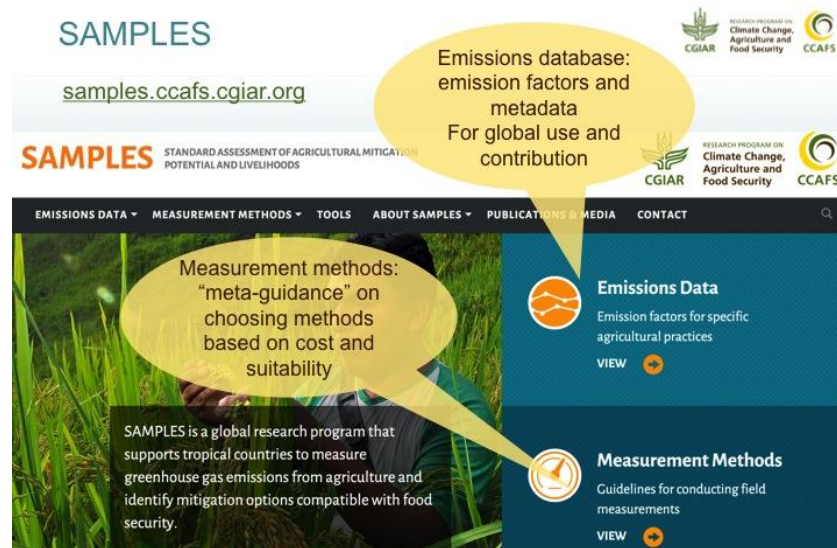 SAMPLES
CGIAR
RESEARCH PROGRAM ON
Climate Change,
Agriculture and
Food Security
CCAFS
samples.ccafs.cgiar.org
Emissions database:
emission factors and
metadata
For global use and
contribution
SAMPLES
STANDARD ASSESSMENT OF AGRICULTURAL MITIGATION
POTENTIAL AND LIVELIHOODS
CGIAR
RESEARCH PROGRAM ON
Climate Change,
Agriculture and
Food Security
CCAFS
EMISSIONS DATA MEASUREMENT METHODS TOOLS ABOUT SAMPLES PUBLICATIONS & MEDIA CONTACT
Measurement methods:
“meta-guidance” on
choosing methods
based on cost and
suitability
Emissions Data
Emission factors for specific
agricultural practices
VIEW
SAMPLES is a global research program that
supports tropical countries to measure
greenhouse gas emissions from agriculture and
identify mitigation options compatible with food
security.
Measurement Methods
Guidelines for conducting field
measurements
VIEW